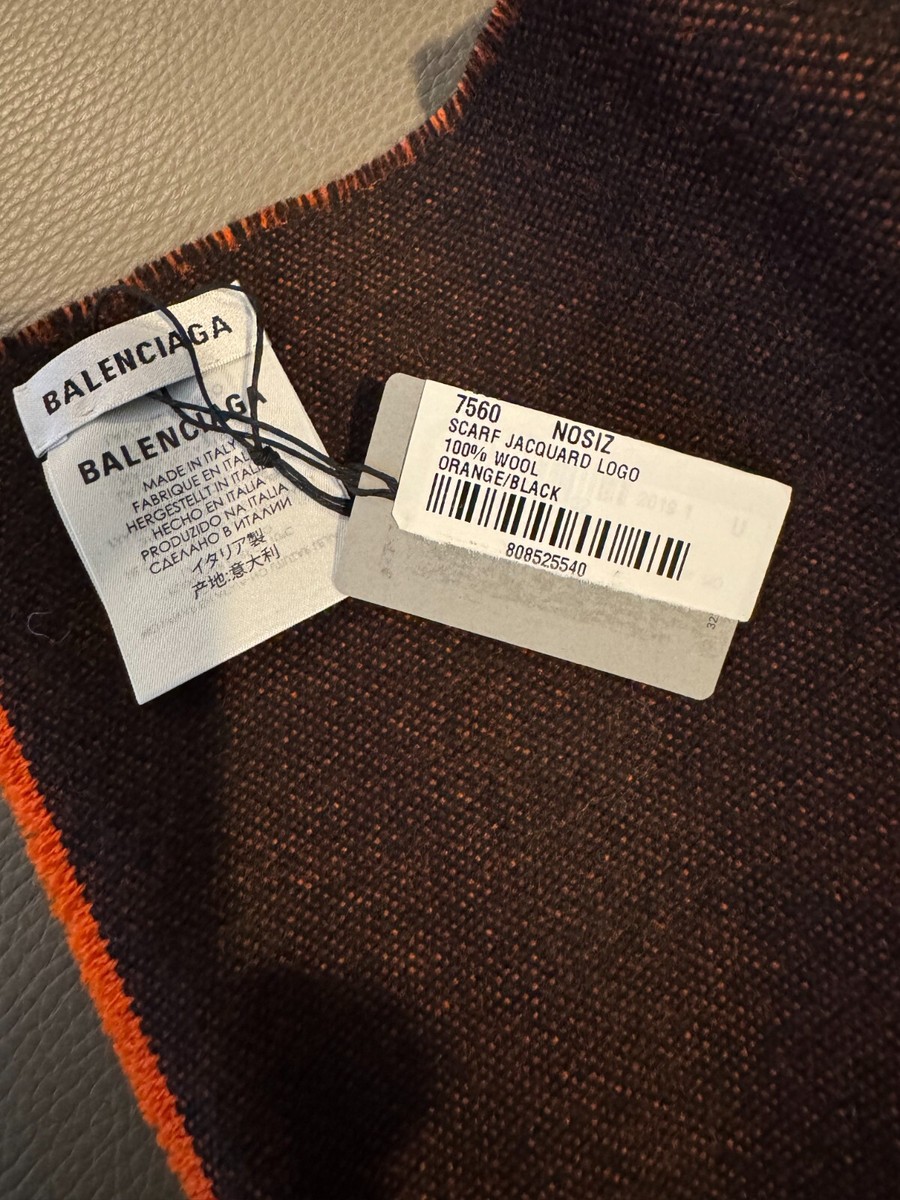 BALENCIAGA
BALENCIAGA
MADE IN ITALY
FABRIQUÉ EN ITALIE
HERGESTELLT IN ITALIEN
HECHO EN ITALIA
PRODUZIDO NA ITALIA
СДЕЛАНО В ИТАЛИИ
イタリア製
产地:意大利
7560 NOSIZ
SCARF JACQUARD LOGO
100% WOOL
ORANGE/BLACK
808525540
32